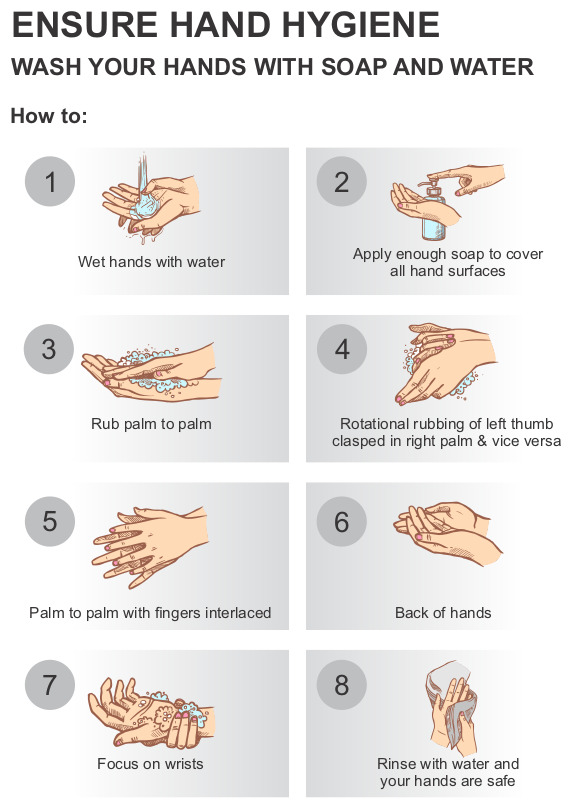 ENSURE HAND HYGIENE
WASH YOUR HANDS WITH SOAP AND WATER
How to:
1
Wet hands with water
2
Apply enough soap to cover
all hand surfaces
3
Rub palm to palm
4
Rotational rubbing of left thumb
clasped in right palm & vice versa
5
Palm to palm with fingers interlaced
6
Back of hands
7
Focus on wrists
8
Rinse with water and
your hands are safe